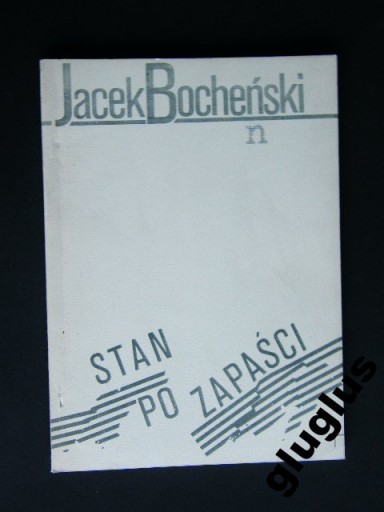 Jacek Bocheński
n
STAN
PO ZAPAŚCI
gluglus